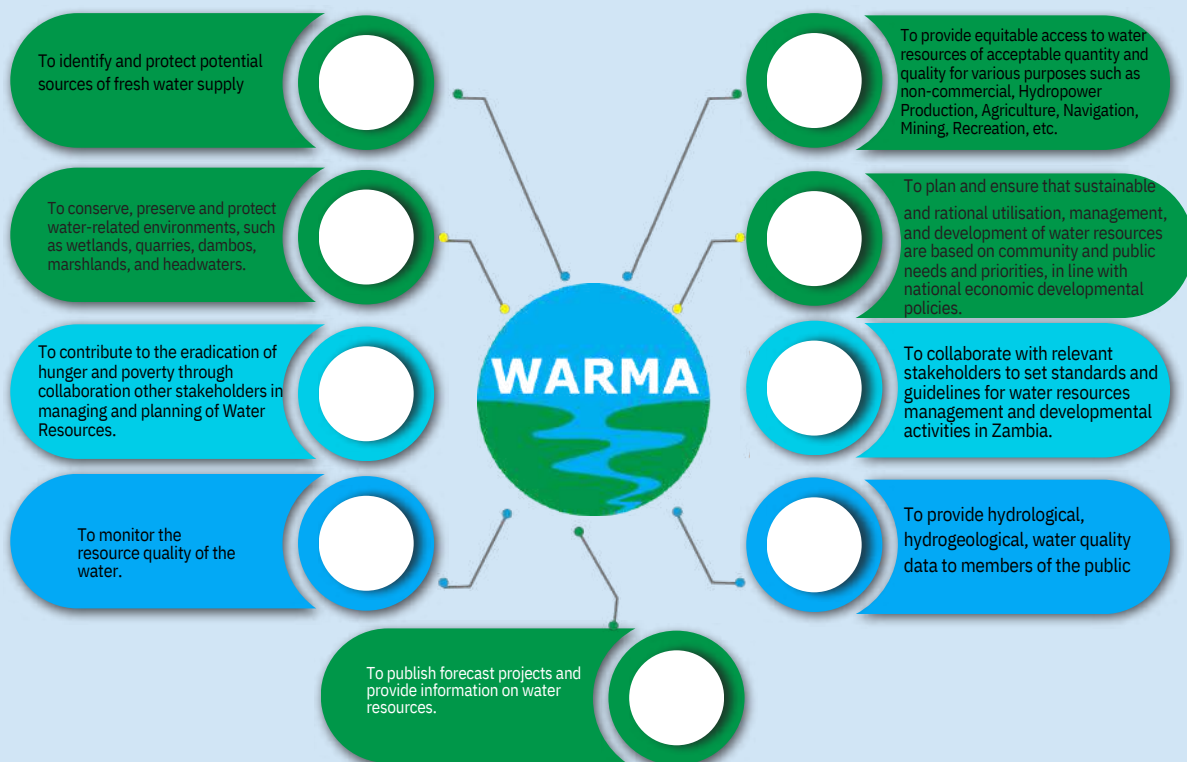 To identify and protect potential
sources of fresh water supply
To provide equitable access to water
resources of acceptable quantity and
quality for various purposes such as
non-commercial, Hydropower
Production, Agriculture, Navigation,
Mining, Recreation, etc.
To conserve, preserve and protect
water-related environments, such
as wetlands, quarries, dambos,
marshlands, and headwaters.
To plan and ensure that sustainable
and rational utilisation, management,
and development of water resources
are based on community and public
needs and priorities, in line with
national economic developmental
policies.
WARMA
To contribute to the eradication of
hunger and poverty through
collaboration other stakeholders in
managing and planning of Water
Resources.
To collaborate with relevant
stakeholders to set standards and
guidelines for water resources
management and developmental
activities in Zambia.
To monitor the
resource quality of the
water.
To provide hydrological,
hydrogeological, water quality
data to members of the public
To publish forecast projects and
provide information on water
resources.